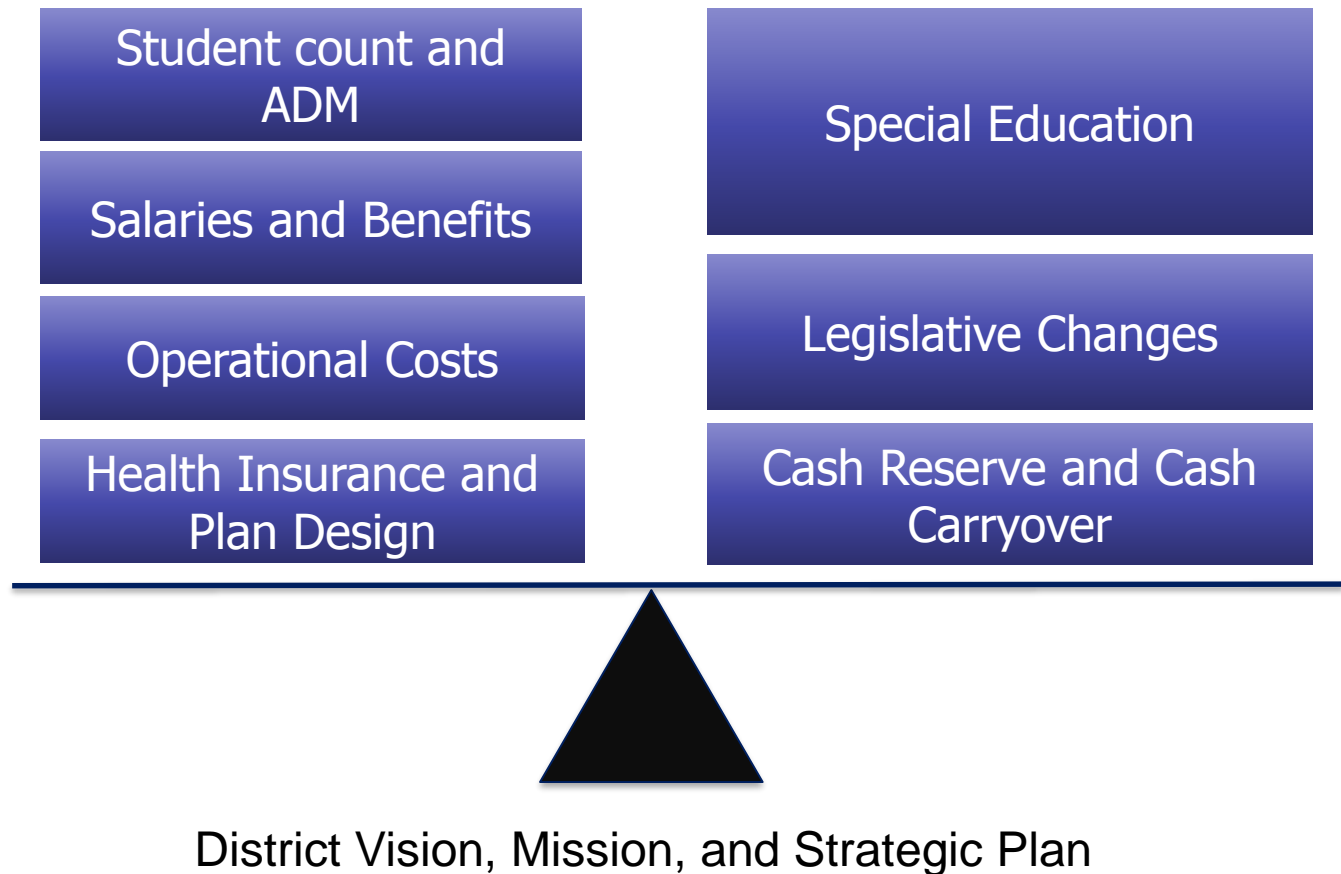 Student count and
ADM
Salaries and Benefits
Operational Costs
Health Insurance and
Plan Design
Special Education
Legislative Changes
Cash Reserve and Cash
Carryover
District Vision, Mission, and Strategic Plan